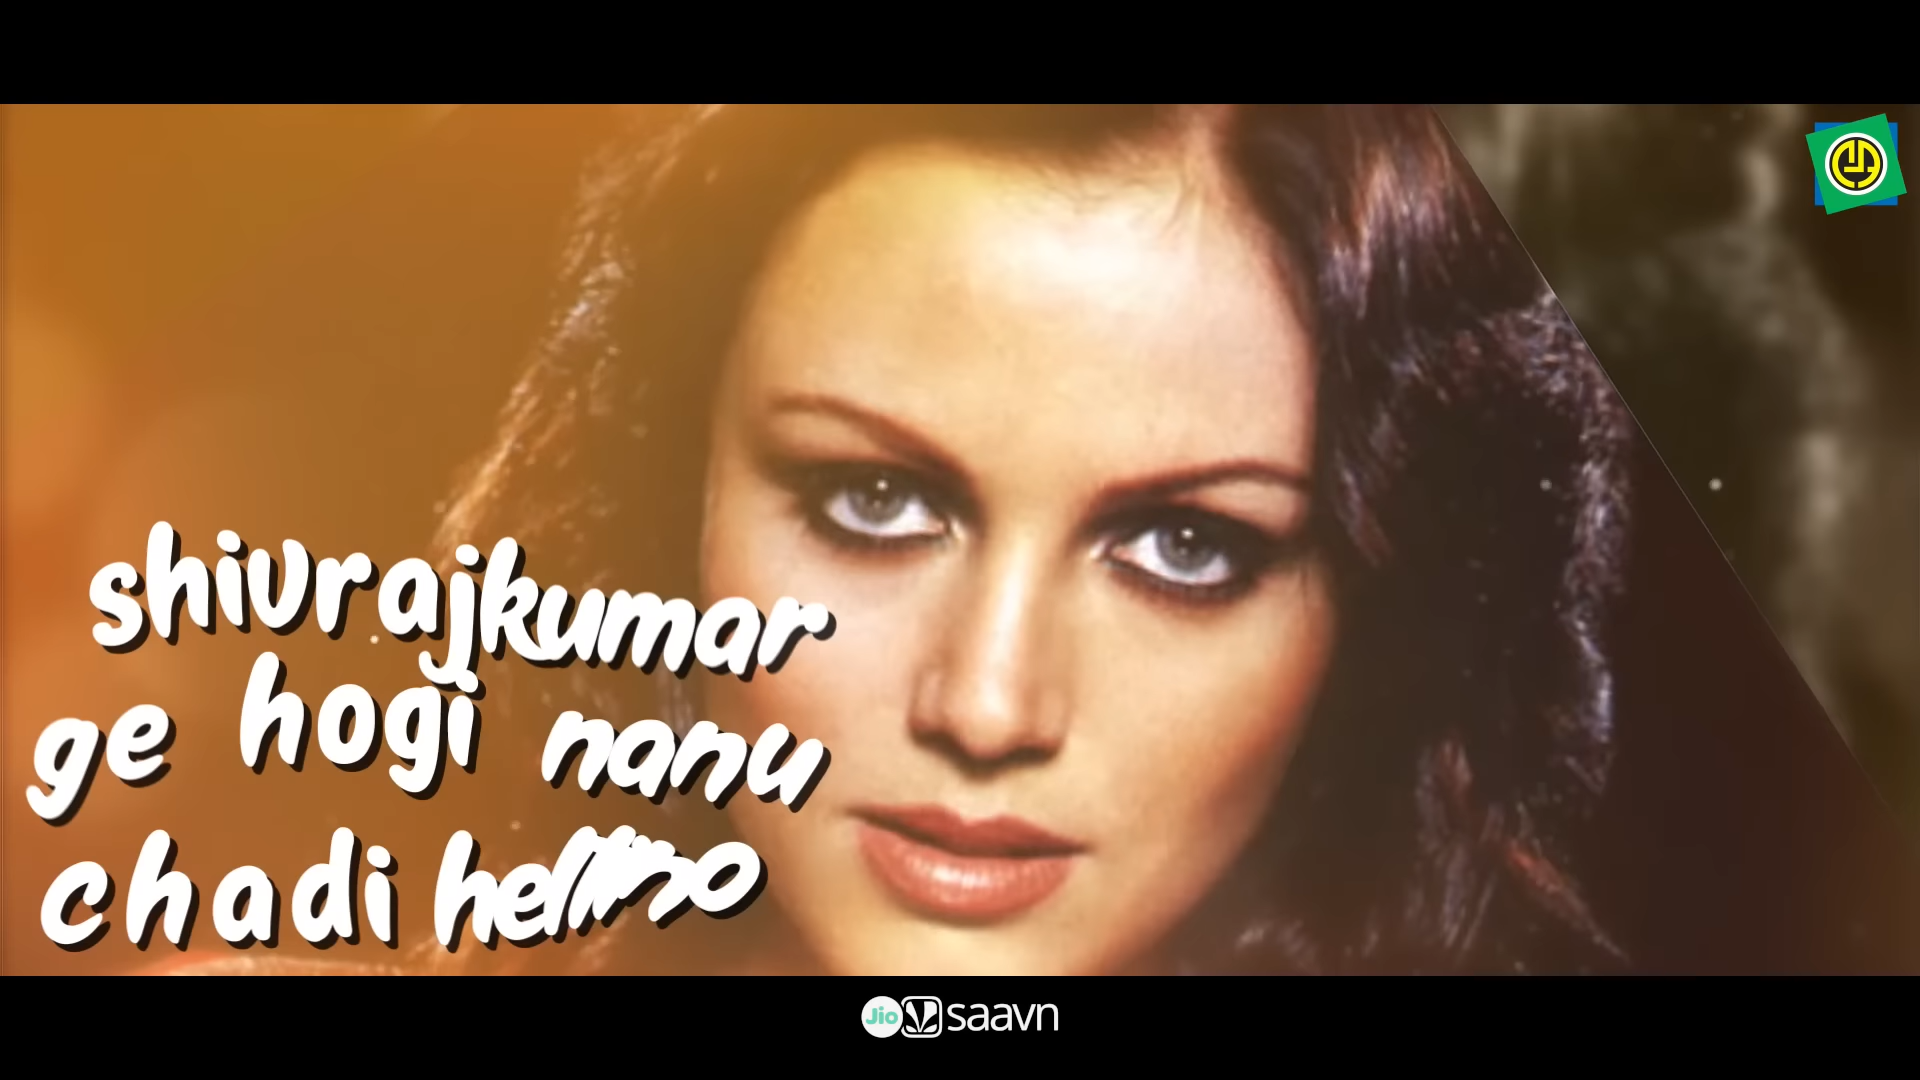 shivrajkumar
ge hogi nanu
chadi
Jio saavn